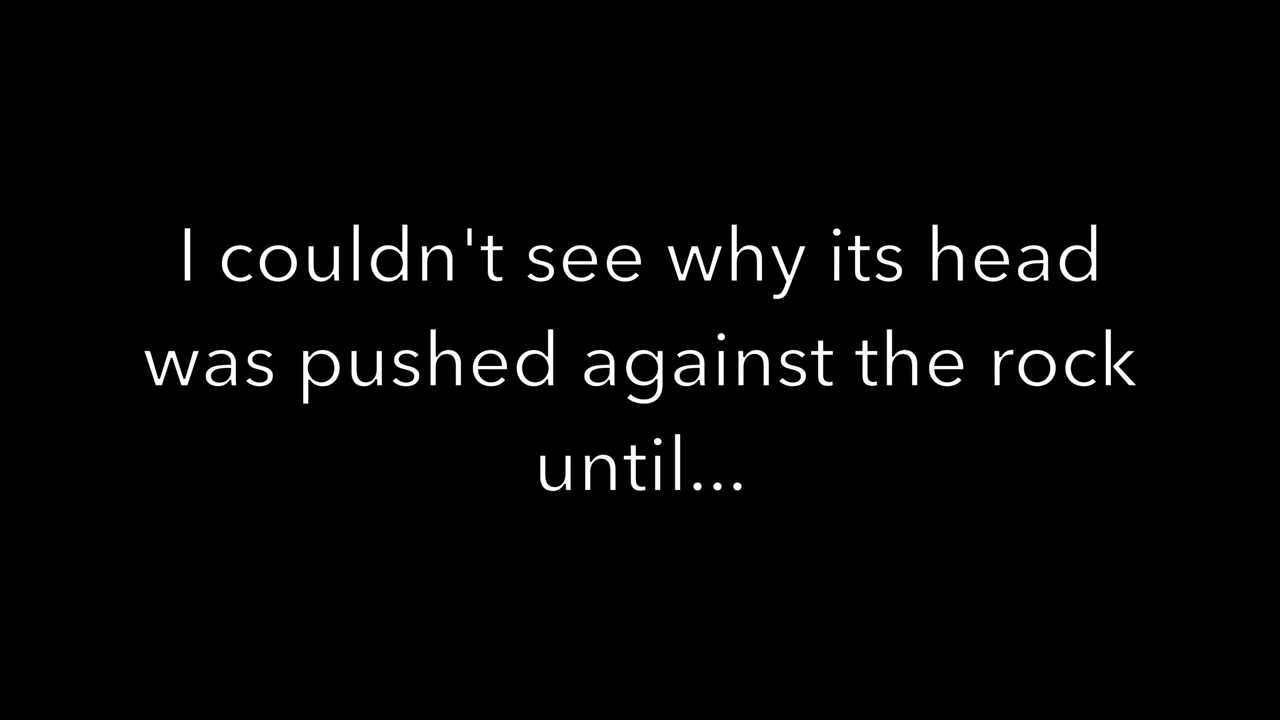 I couldn't see why its head
was pushed against the rock
until...